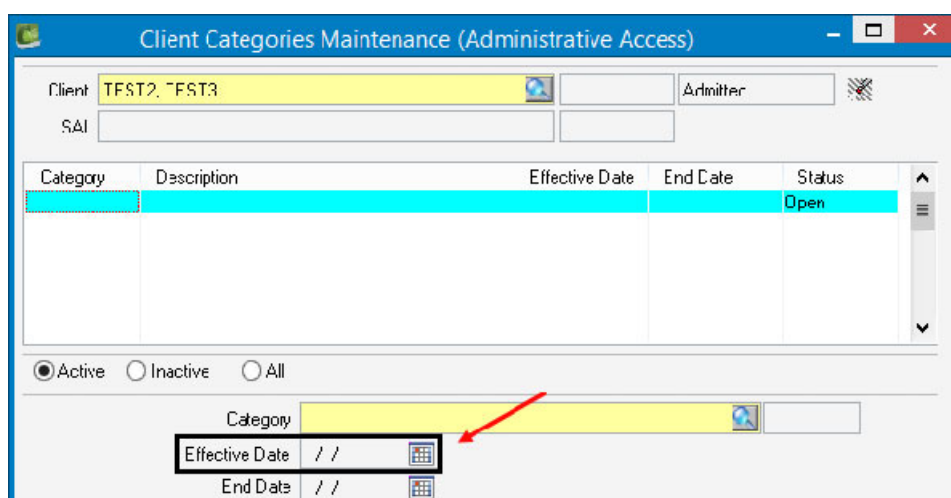 Client Categories Maintenance (Administrative Access)
Client TEST2, TEST3 Admitted
SAI
Category Description Effective Date End Date Status
Open
Active Inactive All
Category
Effective Date / /
End Date / /